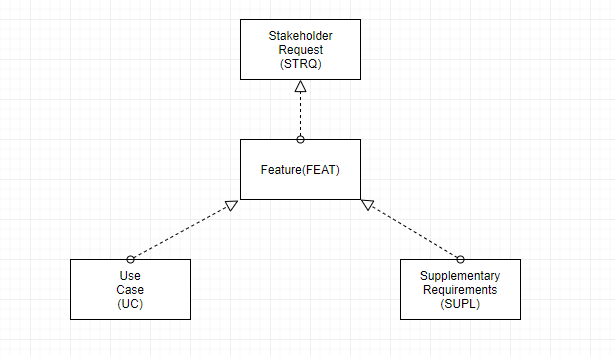 Stakeholder
Request
(STRQ)
Feature(FEAT)
Use
Case
(UC)
Supplementary
Requirements
(SUPL)